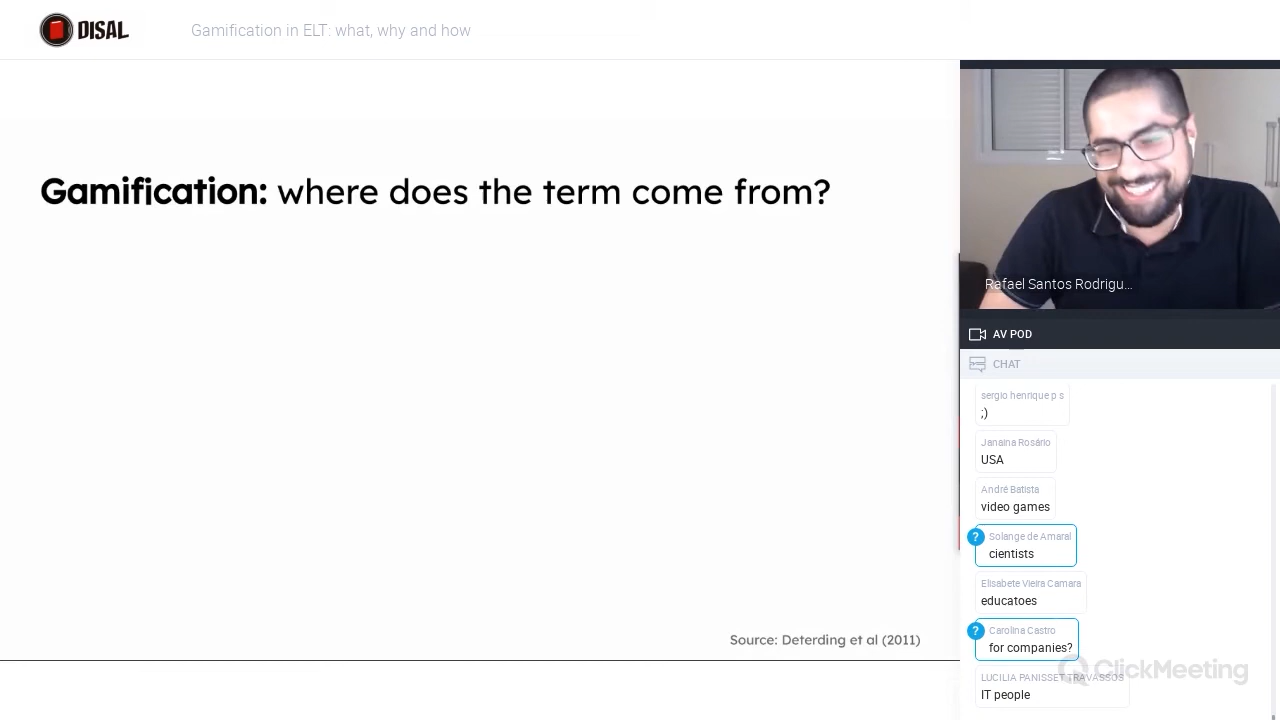 DISAL
Gamification in ELT: what, why and how
Gamification: where does the term come from?
Source: Deterding et al (2011)
Rafael Santos Rodrigu...
AV POD
CHAT
sergio henrique p s
;)
Janaina Rosário
USA
André Batista
video games
?
Solange de Amaral
cientists
Elisabete Vieira Camara
educatoes
?
Carolina Castro
for companies?
LUCILIA PANISSET TRAVASSOS
IT people
ClickMeeting